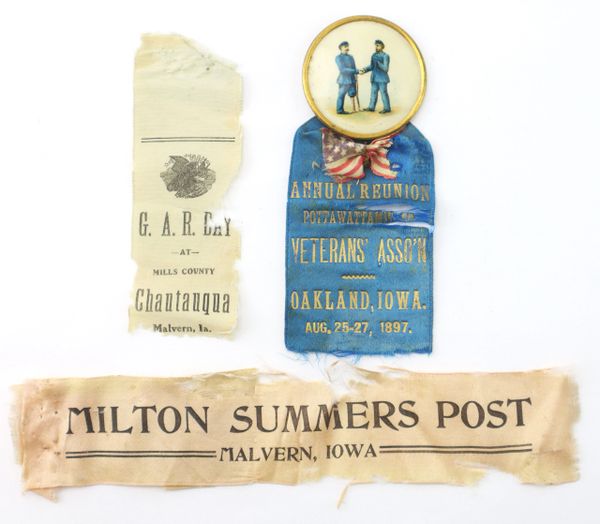 G. A. R. DAY
—AT—
MILLS COUNTY
Chautauqua
Malvern, Ia.
ANNUAL REUNION
POTTAWATTAMIE CO.
VETERANS' ASSO'N
OAKLAND, IOWA.
AUG. 25-27, 1897.
MILTON SUMMERS POST
MALVERN, IOWA